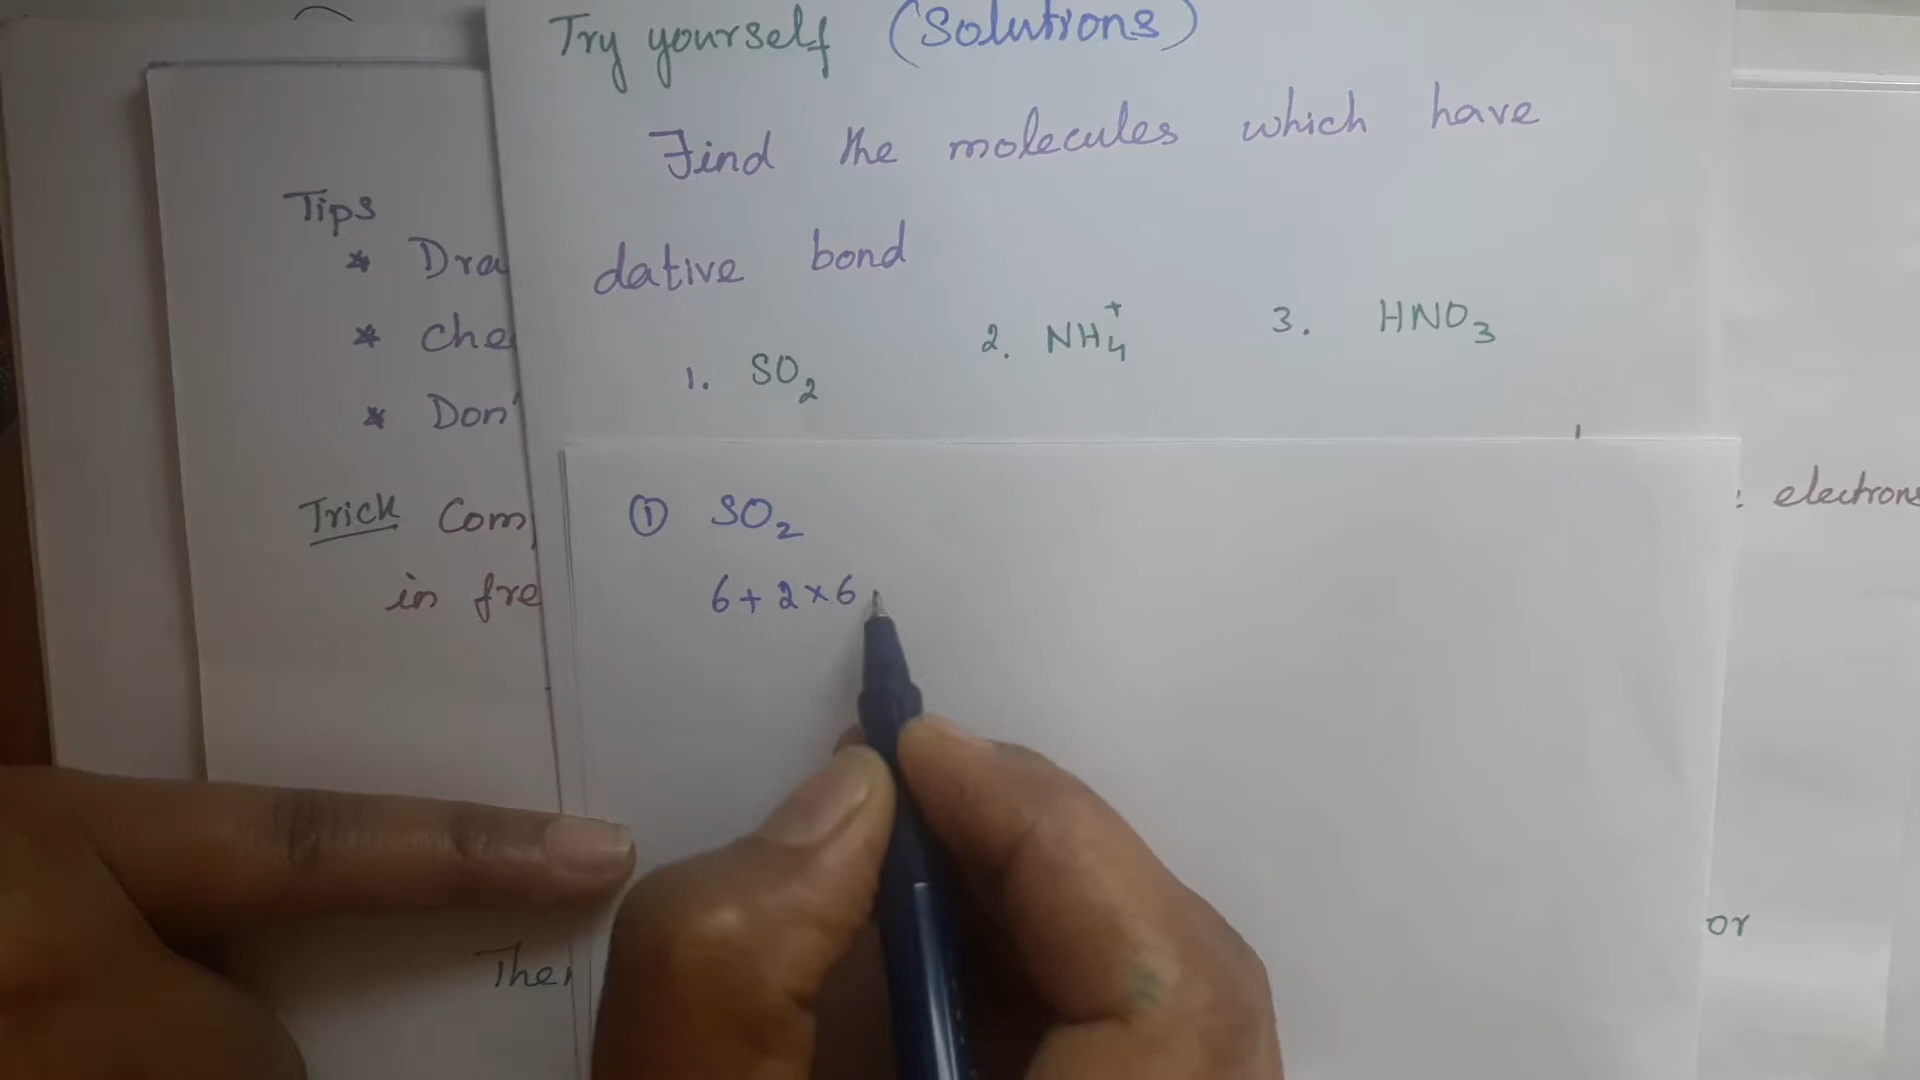 Try yourself (Solutions)
Find the molecules which have
dative bond
1. SO2
2. NH4+
3. HNO3
Tips
* Dra
* Che
* Don'
Trick Com
in fre
① SO2
6+2×6
: electrons
or
The